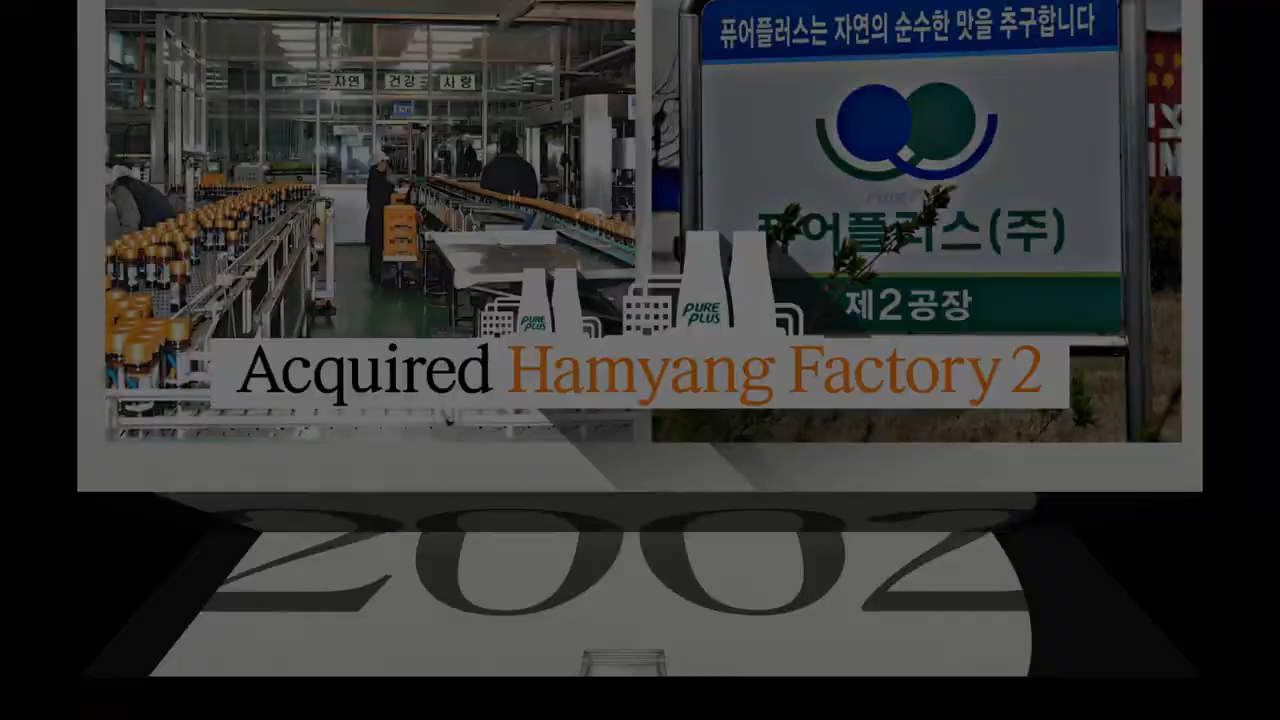 퓨어플러스는 자연의 순수한 맛을 추구합니다
자연 건강 사랑
퓨어플러스(주)
제2공장
PURE
PLUS
PURE
PLUS
Acquired Hamyang Factory 2
2002